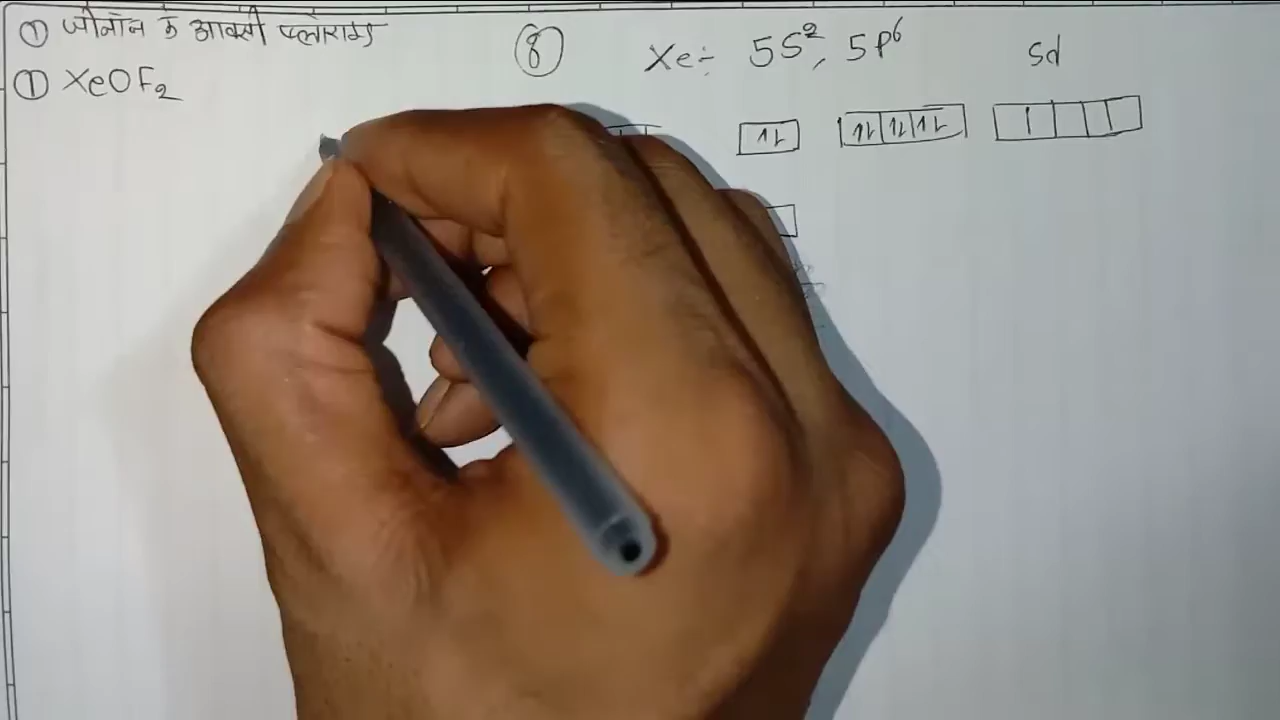 ① जीनॉन के आक्सी फ्लोराइड
① XeOF₂
⑧ Xe÷ 5S², 5P⁶ 5d
⥮ ⥮⥮⥮